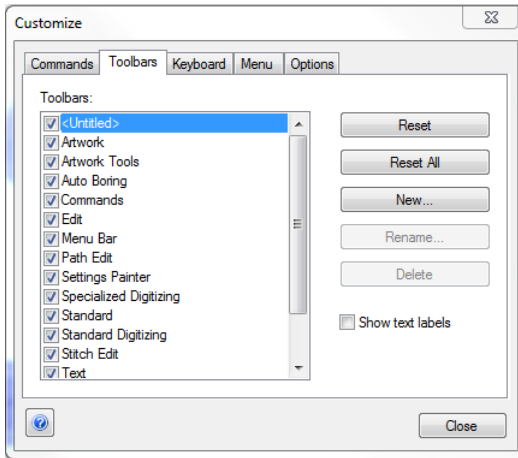 Customize
Commands Toolbars Keyboard Menu Options
Toolbars:
<Untitled>
Artwork
Artwork Tools
Auto Boring
Commands
Edit
Menu Bar
Path Edit
Settings Painter
Specialized Digitizing
Standard
Standard Digitizing
Stitch Edit
Text
Reset
Reset All
New...
Rename...
Delete
Show text labels
?
Close